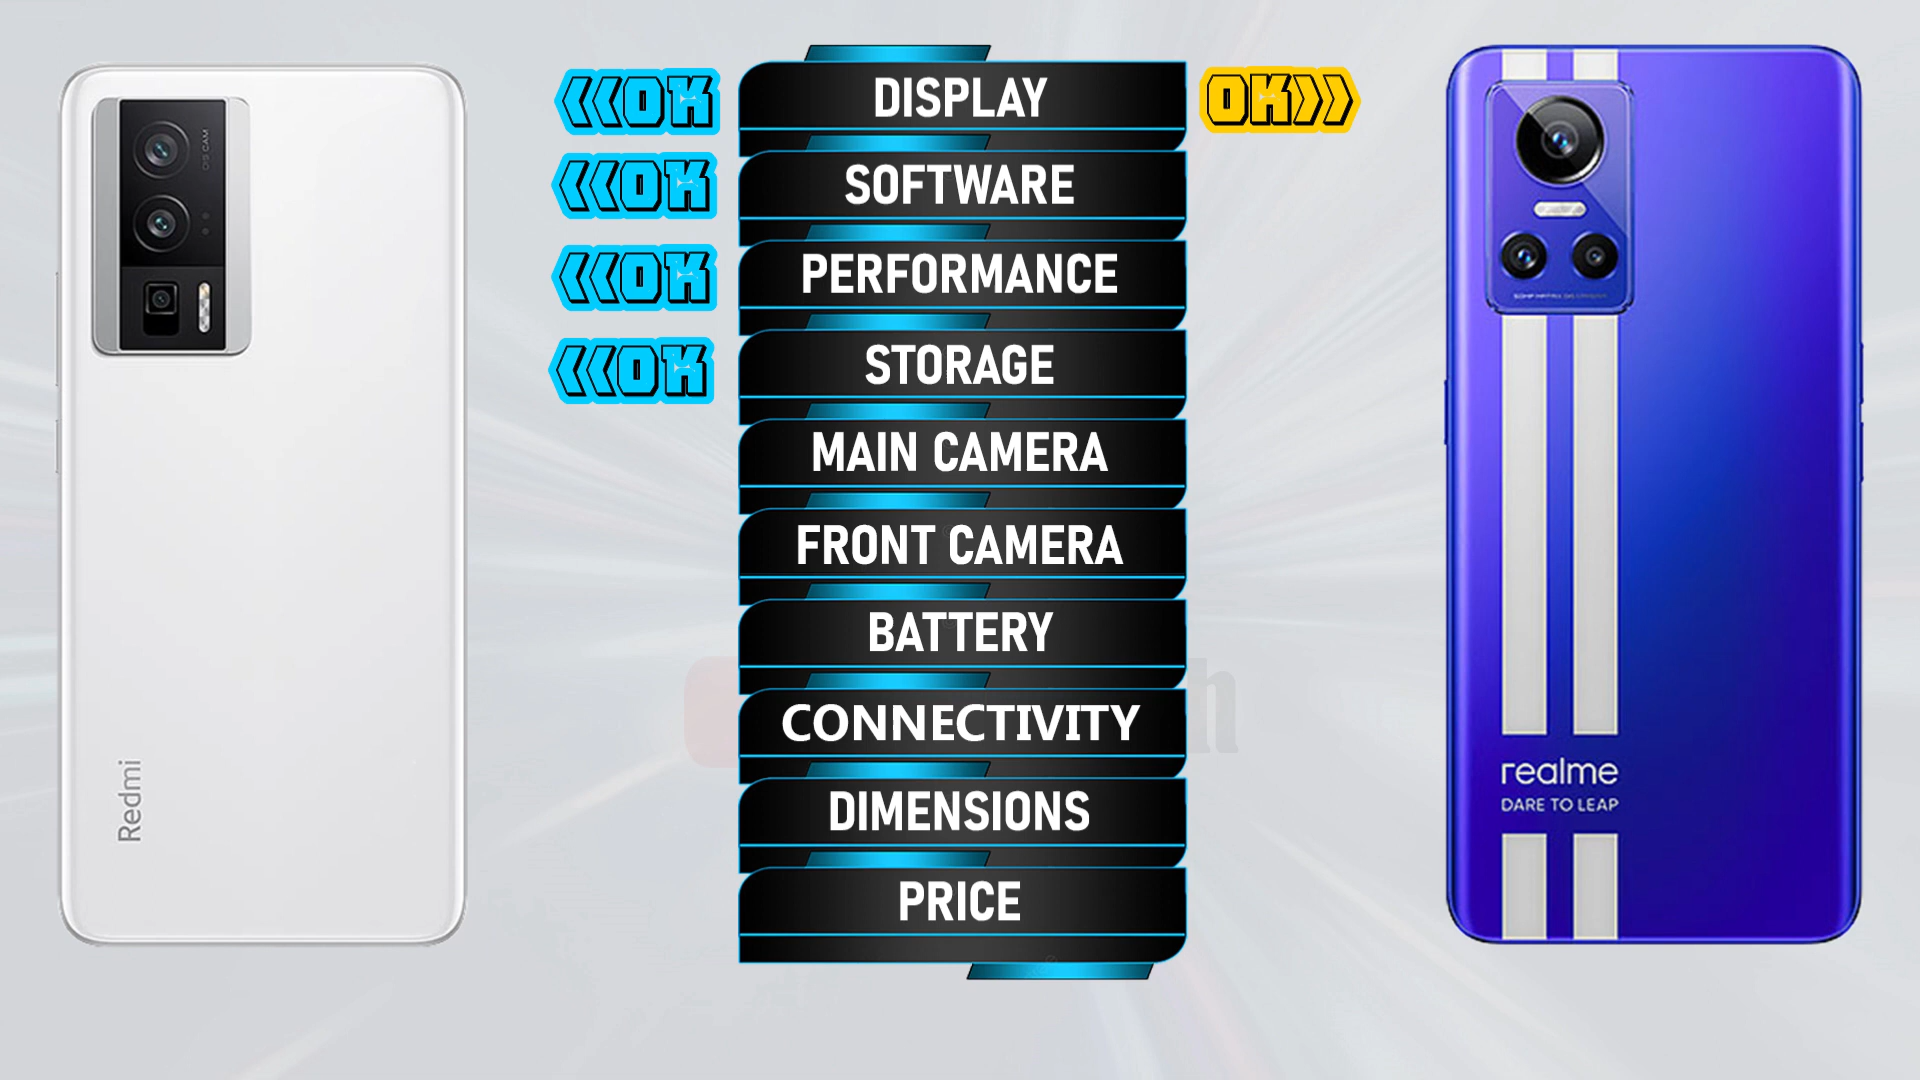 <<OK DISPLAY OK>>
<<OK SOFTWARE
<<OK PERFORMANCE
<<OK STORAGE
MAIN CAMERA
FRONT CAMERA
BATTERY
CONNECTIVITY
DIMENSIONS
PRICE
Redmi
realme
DARE TO LEAP